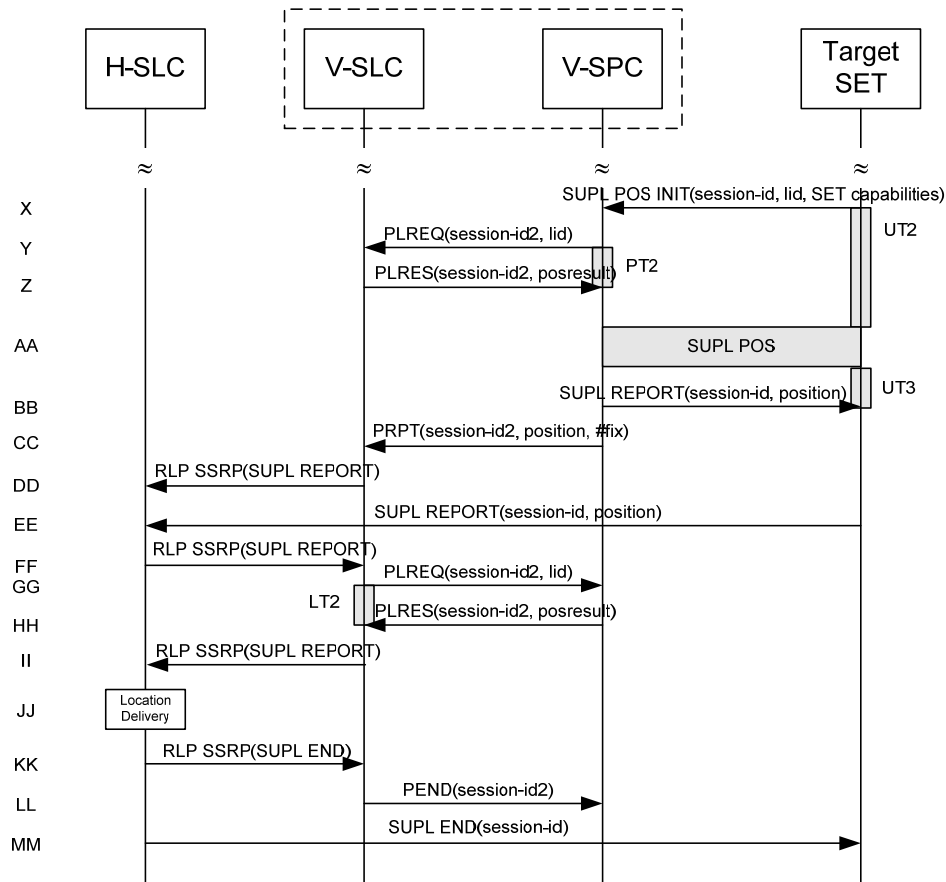 H-SLC
V-SLC
V-SPC
Target
SET
≈ ≈ ≈ ≈
X
SUPL POS INIT(session-id, lid, SET capabilities)
UT2
Y
PLREQ(session-id2, lid)
PT2
Z
PLRES(session-id2, posresult)
AA
SUPL POS
UT3
BB
SUPL REPORT(session-id, position)
CC
PRPT(session-id2, position, #fix)
DD
RLP SSRP(SUPL REPORT)
EE
SUPL REPORT(session-id, position)
FF
RLP SSRP(SUPL REPORT)
GG
PLREQ(session-id2, lid)
LT2
HH
PLRES(session-id2, posresult)
II
RLP SSRP(SUPL REPORT)
JJ
Location
Delivery
KK
RLP SSRP(SUPL END)
LL
PEND(session-id2)
MM
SUPL END(session-id)